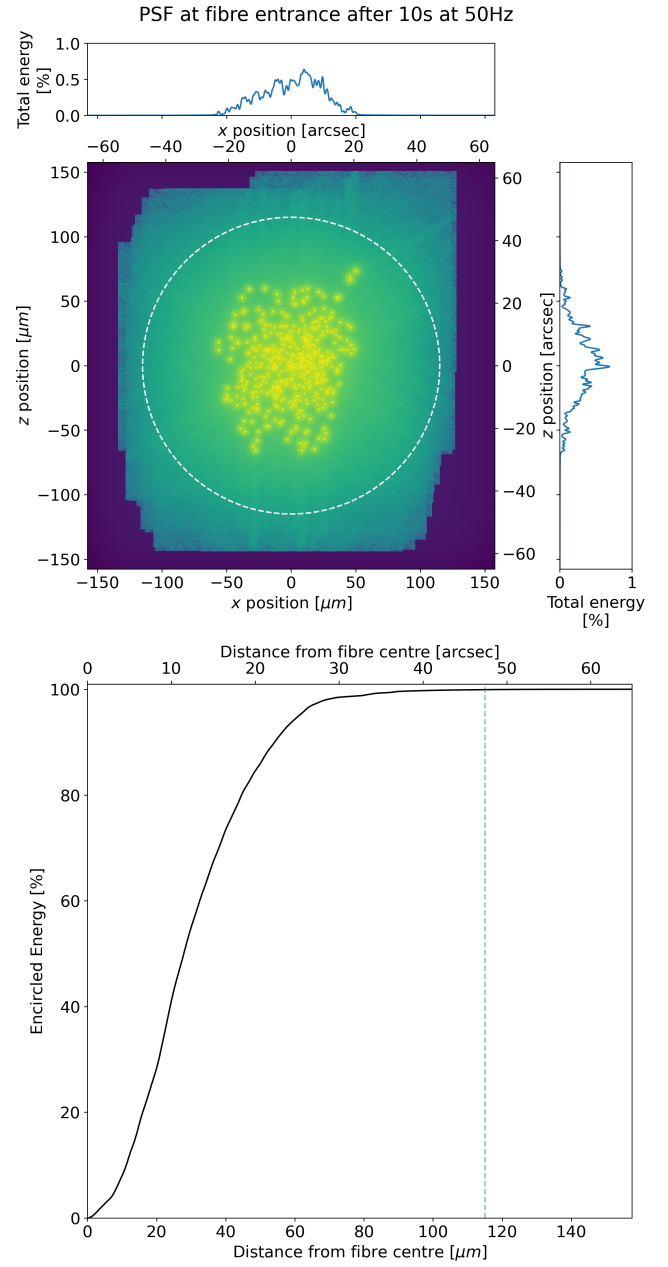 PSF at fibre entrance after 10s at 50Hz
Total energy
[%]
1.0
0.5
0.0
x position [arcsec]
−60 −40 −20 0 20 40 60
150
100
50
0
−50
−100
−150
z position [μm]
60
40
20
0
−20
−40
−60
z position [arcsec]
−150 −100 −50 0 50 100 150
x position [μm]
0 1
Total energy
[%]
Distance from fibre centre [arcsec]
0 10 20 30 40 50 60
100
80
60
40
20
0
Encircled Energy [%]
0 20 40 60 80 100 120 140
Distance from fibre centre [μm]